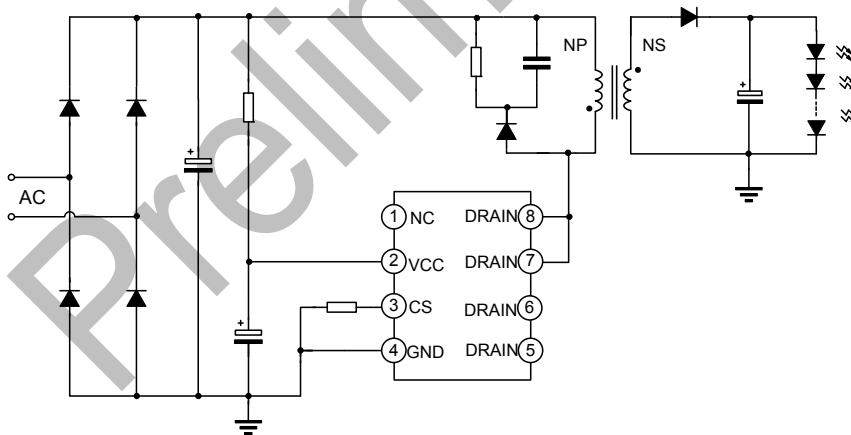 Prelim
NP
NS
+
+
+
AC
1
NC
DRAIN
8
2
VCC
DRAIN
7
3
CS
DRAIN
6
4
GND
DRAIN
5